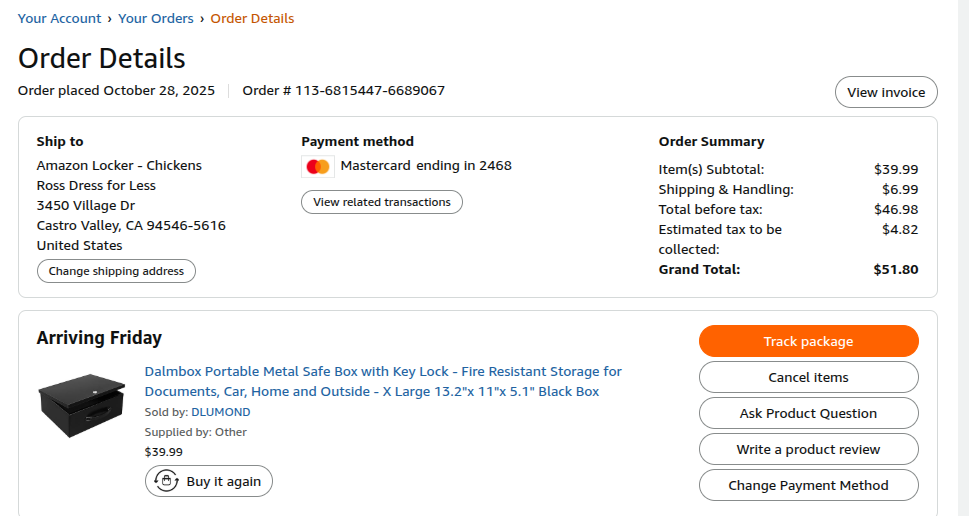 Your Account › Your Orders › Order Details
Order Details
Order placed October 28, 2025 | Order # 113-6815447-6689067
View invoice
Ship to
Amazon Locker - Chickens
Ross Dress for Less
3450 Village Dr
Castro Valley, CA 94546-5616
United States
Change shipping address
Payment method
Mastercard ending in 2468
View related transactions
Order Summary
Item(s) Subtotal: $39.99
Shipping & Handling: $6.99
Total before tax: $46.98
Estimated tax to be $4.82
collected:
Grand Total: $51.80
Arriving Friday
Dalmbox Portable Metal Safe Box with Key Lock - Fire Resistant Storage for
Documents, Car, Home and Outside - X Large 13.2"x 11"x 5.1" Black Box
Sold by: DLUMOND
Supplied by: Other
$39.99
Buy it again
Track package
Cancel items
Ask Product Question
Write a product review
Change Payment Method